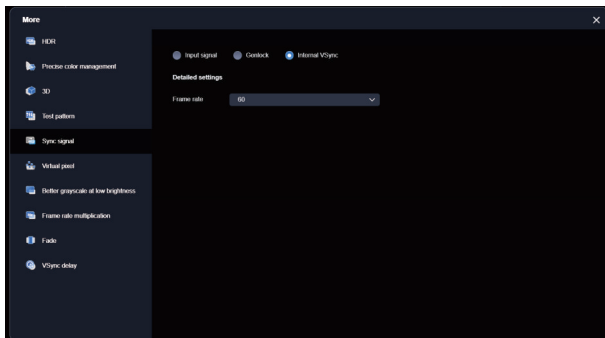 More
HDR
Precise color management
3D
Test pattern
Sync signal
Virtual pixel
Better grayscale at low brightness
Frame rate multiplication
Fade
VSync delay
Input signal Genlock Internal VSync
Detailed settings
Frame rate 60